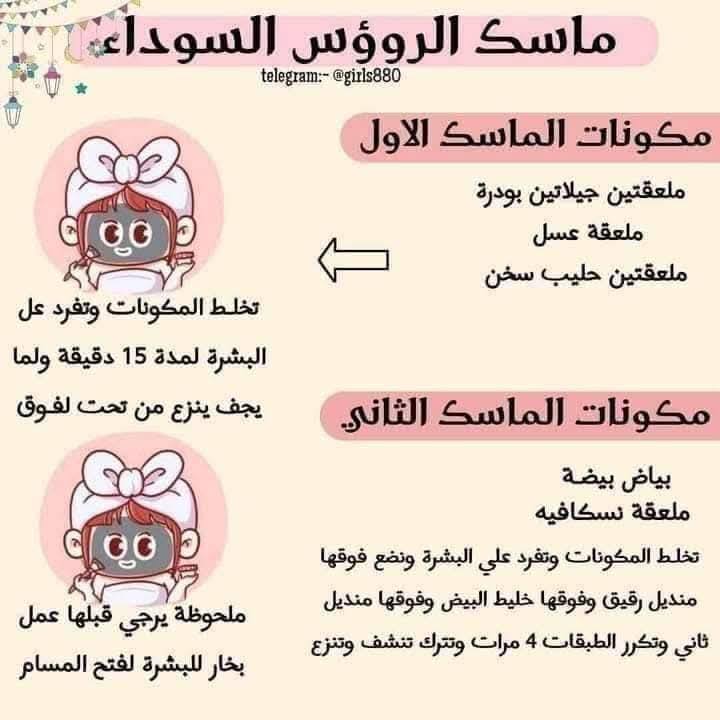 ماسك الروؤس السوداء
telegram:- @girls880
مكونات الماسك الاول
ملعقتين جيلاتين بودرة
ملعقة عسل
ملعقتين حليب سخن
تخلط المكونات وتفرد عل
البشرة لمدة 15 دقيقة ولما
يجف ينزع من تحت لفوق
مكونات الماسك الثاني
بياض بيضة
ملعقة نسكافيه
تخلط المكونات وتفرد علي البشرة ونضع فوقها
منديل رقيق وفوقها خليط البيض وفوقها منديل
ثاني وتكرر الطبقات 4 مرات وتترك تنشف وتنزع
ملحوظة يرجي قبلها عمل
بخار للبشرة لفتح المسام